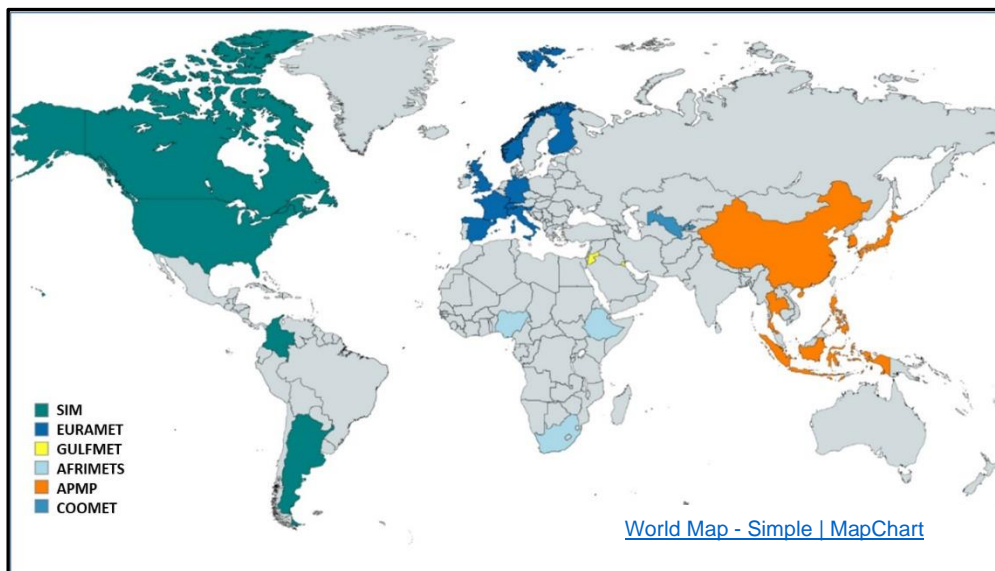 SIM
EURAMET
GULFMET
AFRIMETS
APMP
COOMET
World Map - Simple | MapChart